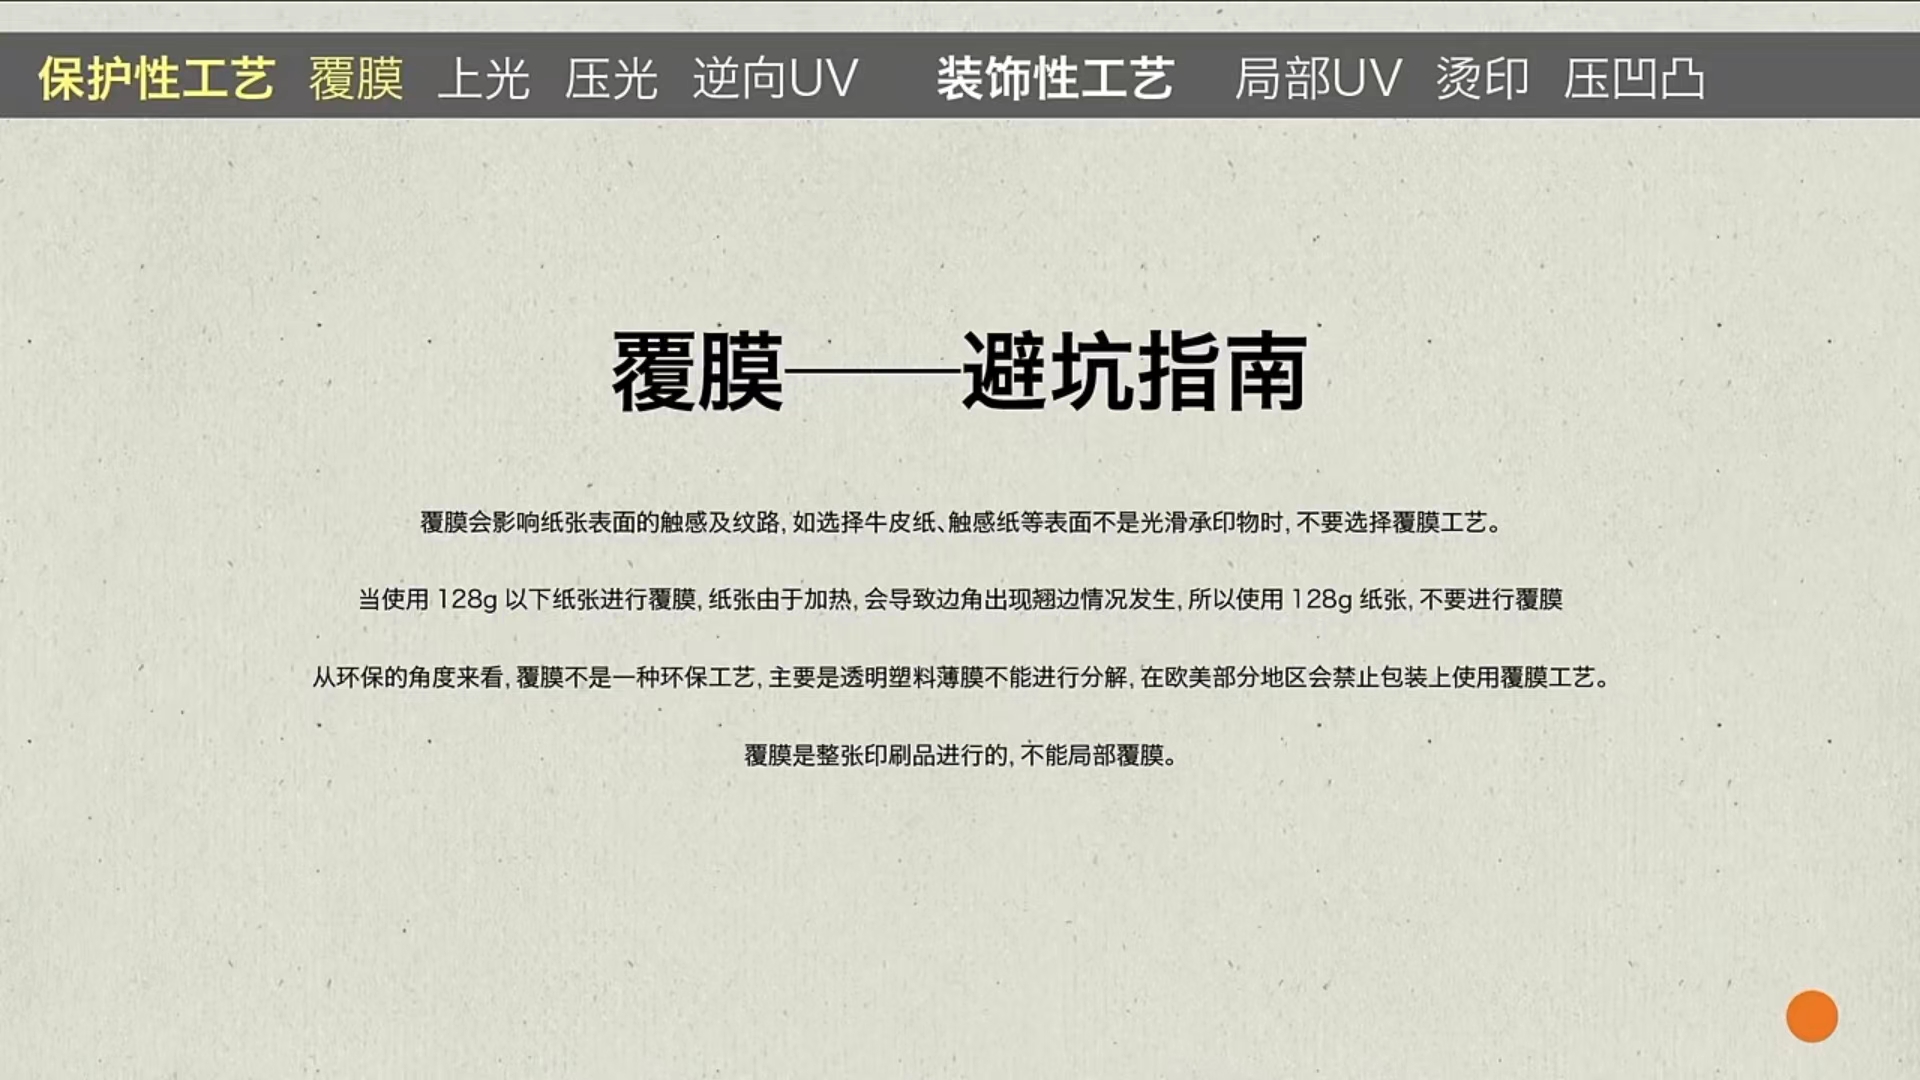 保护性工艺 覆膜 上光 压光 逆向UV 装饰性工艺 局部UV 烫印 压凹凸
覆膜——避坑指南
覆膜会影响纸张表面的触感及纹路, 如选择牛皮纸、触感纸等表面不是光滑承印物时, 不要选择覆膜工艺。
当使用 128g 以下纸张进行覆膜, 纸张由于加热, 会导致边角出现翘边情况发生, 所以使用 128g 纸张, 不要进行覆膜
从环保的角度来看, 覆膜不是一种环保工艺, 主要是透明塑料薄膜不能进行分解, 在欧美部分地区会禁止包装上使用覆膜工艺。
覆膜是整张印刷品进行的, 不能局部覆膜。